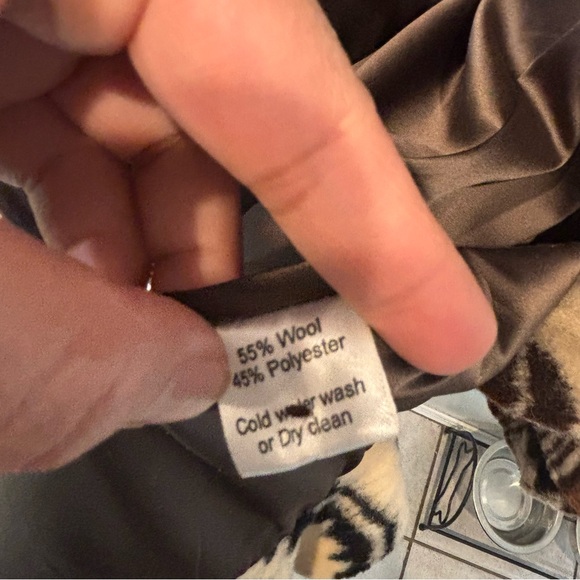 55% Wool
45% Polyester
Cold water wash
or Dry clean